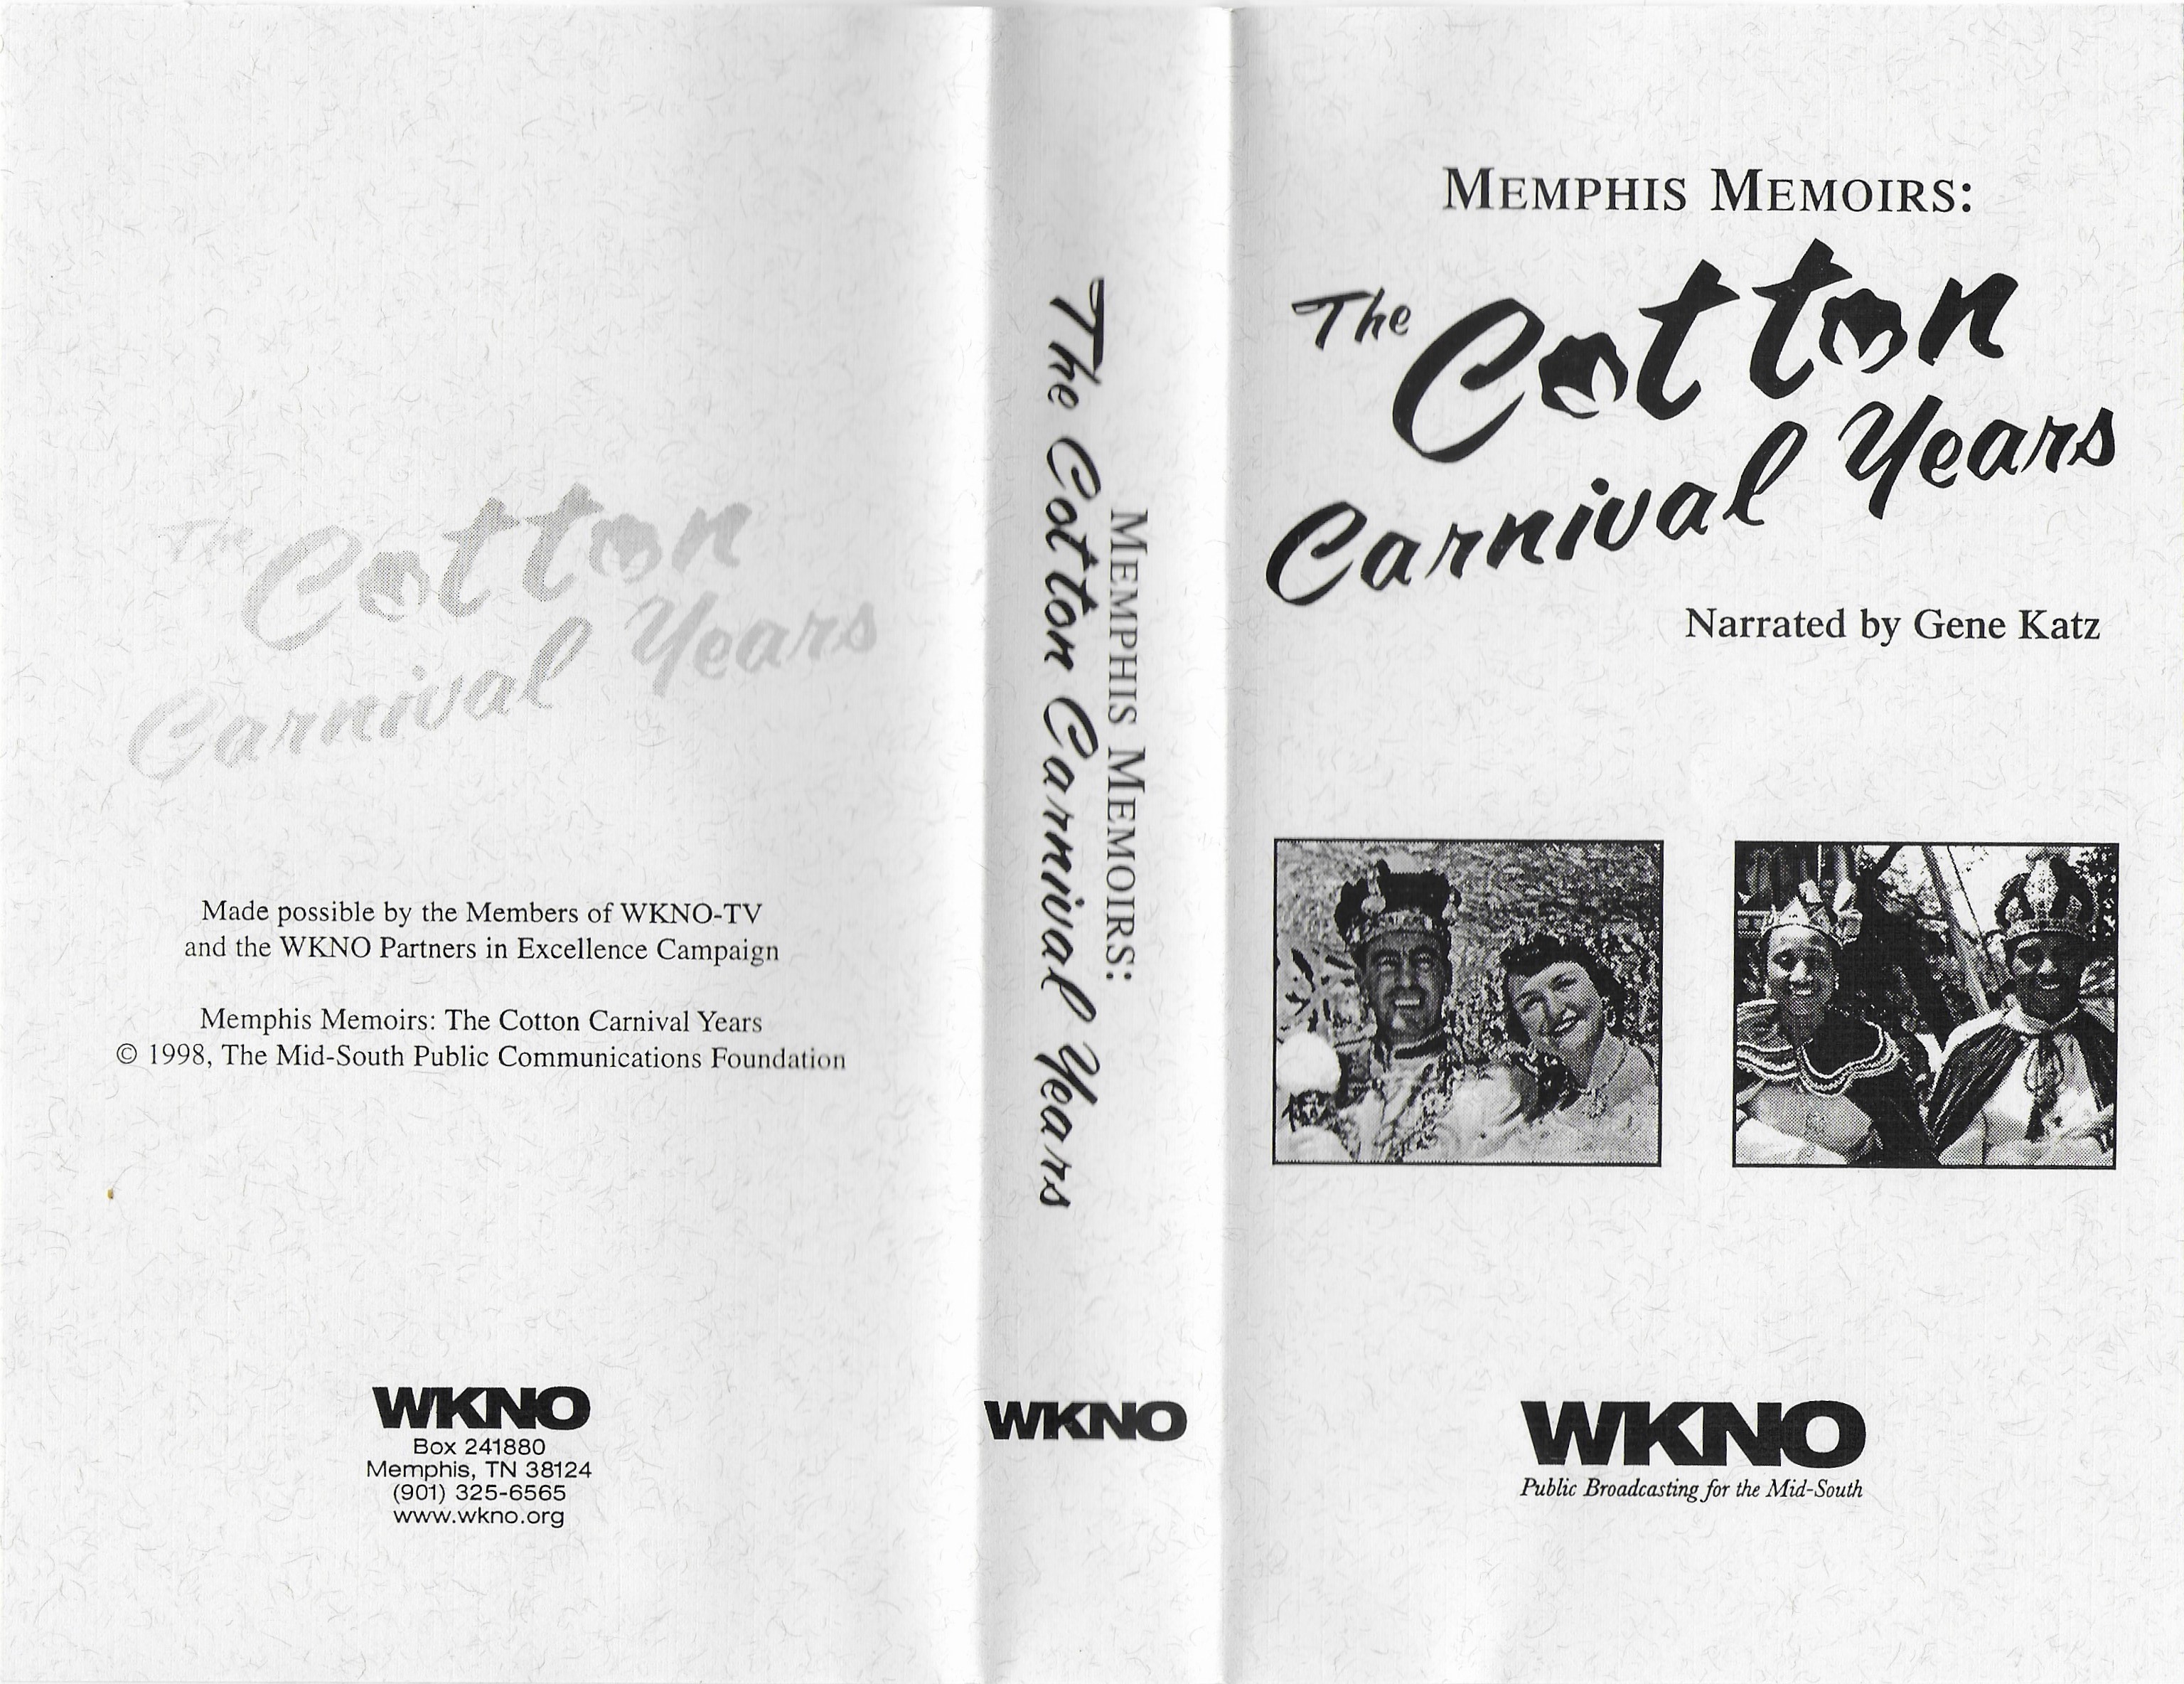 The Cotton
Carnival Years
Made possible by the Members of WKNO-TV
and the WKNO Partners in Excellence Campaign
Memphis Memoirs: The Cotton Carnival Years
© 1998, The Mid-South Public Communications Foundation
WKNO
Box 241880
Memphis, TN 38124
(901) 325-6565
www.wkno.org
MEMPHIS MEMOIRS:
The Cotton Carnival Years
WKNO
MEMPHIS MEMOIRS:
The Cotton
Carnival Years
Narrated by Gene Katz
WKNO
Public Broadcasting for the Mid-South